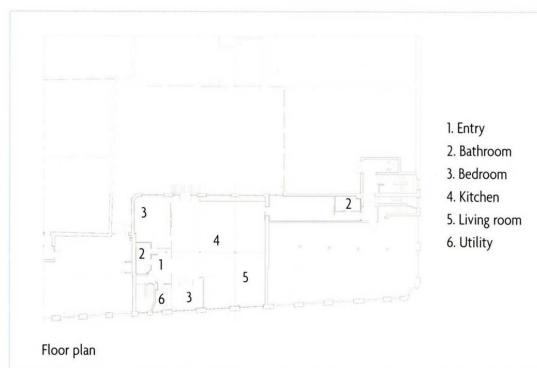 1. Entry
2. Bathroom
3. Bedroom
4. Kitchen
5. Living room
6. Utility
3
2
4
2
1
5
6
3
Floor plan